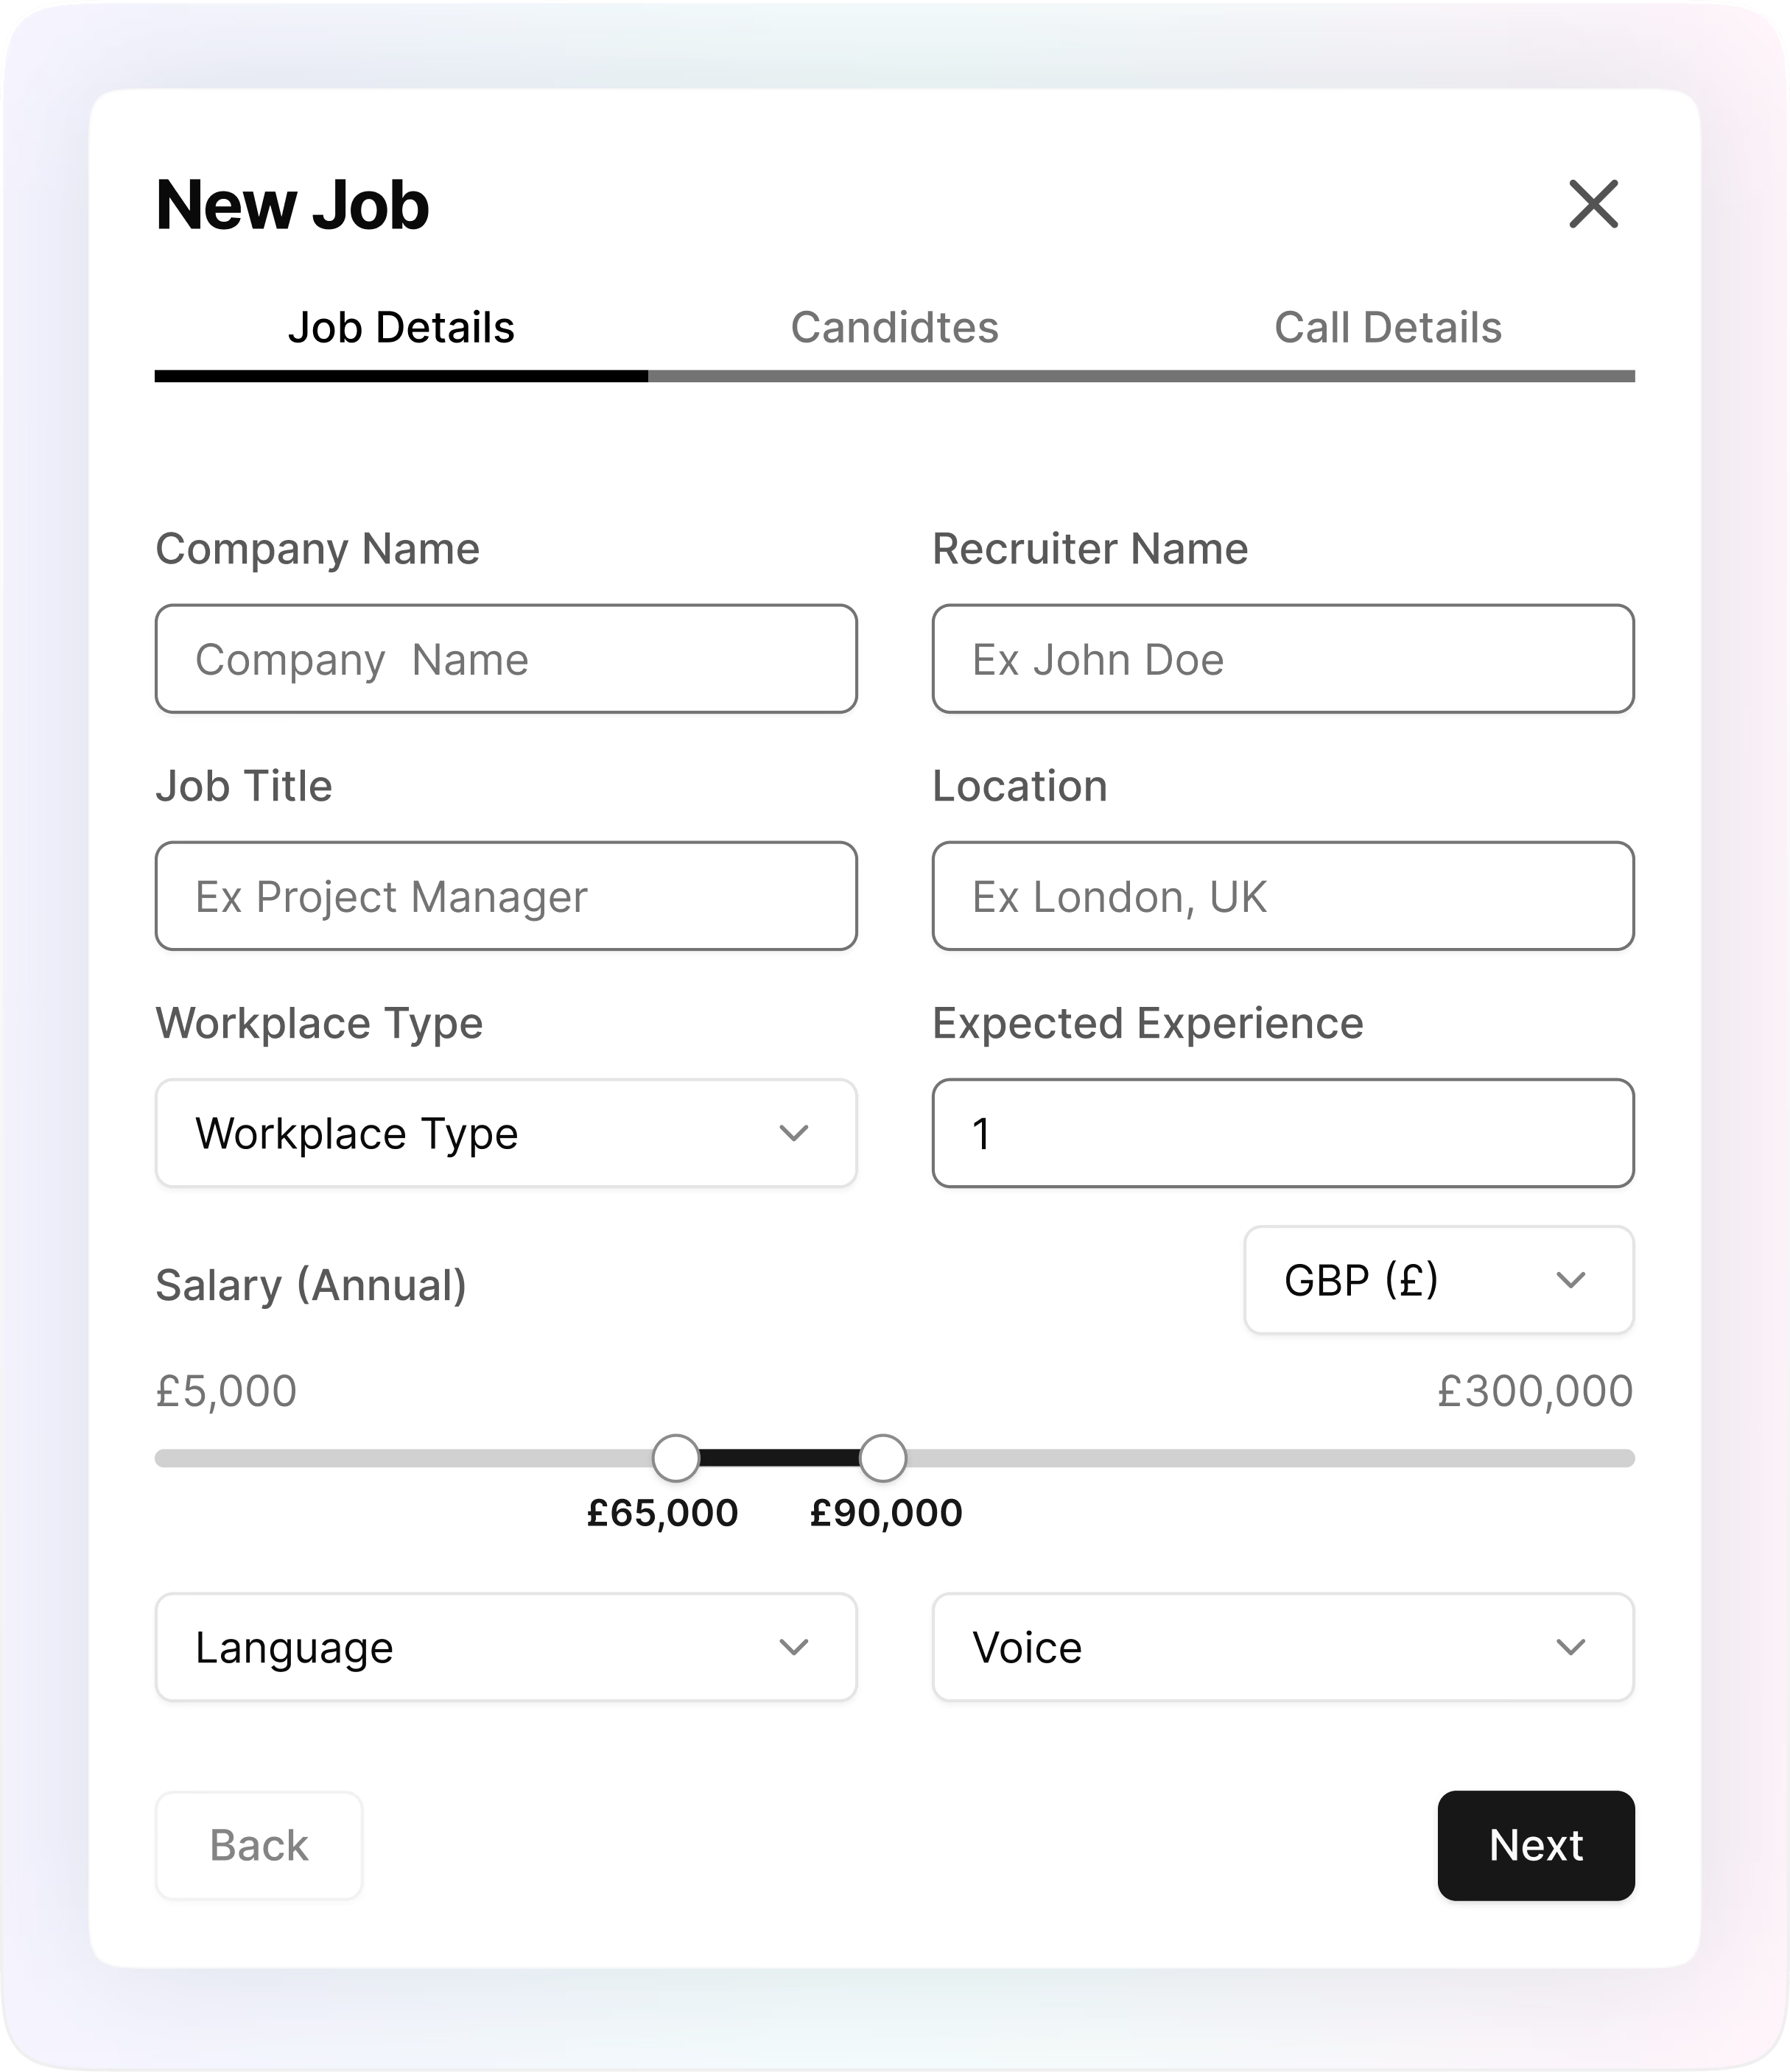 New Job
Job Details Candidtes Call Details
Company Name Recruiter Name
Company  Name Ex John Doe
Job Title Location
Ex Project Manager Ex London, UK
Workplace Type Expected Experience
Workplace Type 1
Salary (Annual) GBP (£)
£5,000 £300,000
£65,000 £90,000
Language Voice
Back Next